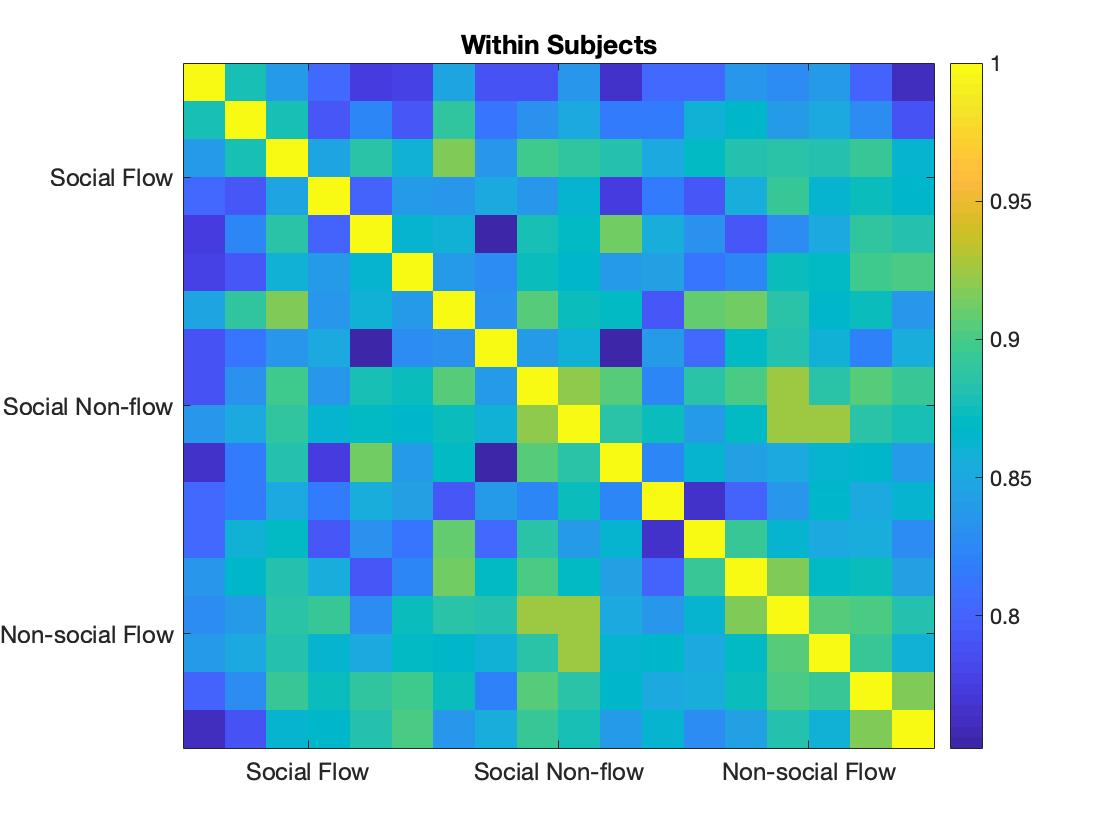 Within Subjects
1
0.95
0.9
0.85
0.8
Social Flow
Social Non-flow
Non-social Flow
Social Flow
Social Non-flow
Non-social Flow